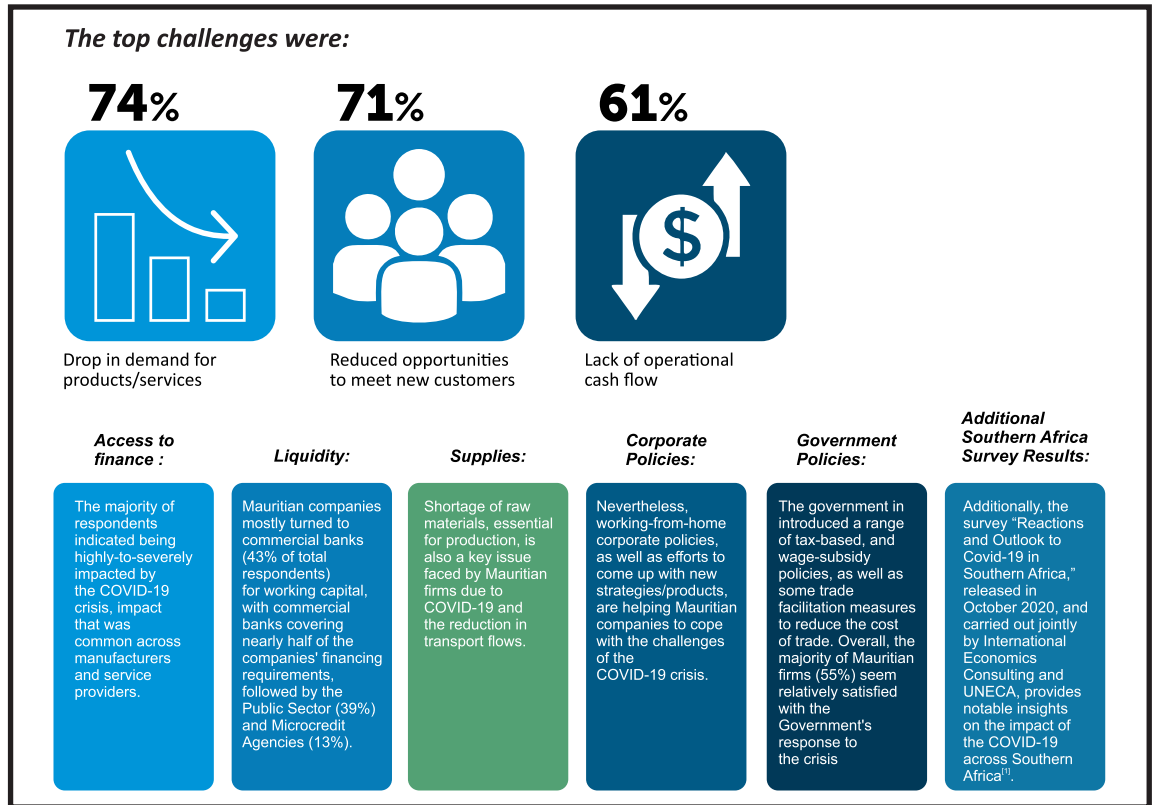 The top challenges were:
74%
71%
61%
$
Drop in demand for
products/services
Reduced opportunities
to meet new customers
Lack of operational
cash flow
Access to
finance :
The majority of
respondents
indicated being
highly-to-severely
impacted by
the COVID-19
crisis, impact
that was
common across
manufacturers
and service
providers.
Liquidity:
Mauritian companies
mostly turned to
commercial banks
(43% of total
respondents)
for working capital,
with commercial
banks covering
nearly half of the
companies' financing
requirements,
followed by the
Public Sector (39%)
and Microcredit
Agencies (13%).
Supplies:
Shortage of raw
materials, essential
for production, is
also a key issue
faced by Mauritian
firms due to
COVID-19 and
the reduction in
transport flows.
Corporate
Policies:
Nevertheless,
working-from-home
corporate policies,
as well as efforts to
come up with new
strategies/products,
are helping Mauritian
companies to cope
with the challenges
of the
COVID-19 crisis.
Government
Policies:
The government in
introduced a range
of tax-based, and
wage-subsidy
policies, as well as
some trade
facilitation measures
to reduce the cost
of trade. Overall, the
majority of Mauritian
firms (55%) seem
relatively satisfied
with the
Government's
response to
the crisis
Additional
Southern Africa
Survey Results:
Additionally, the
survey “Reactions
and Outlook to
Covid-19 in
Southern Africa,”
released in
October 2020, and
carried out jointly
by International
Economics
Consulting and
UNECA, provides
notable insights
on the impact of
the COVID-19
across Southern
Africa[1].